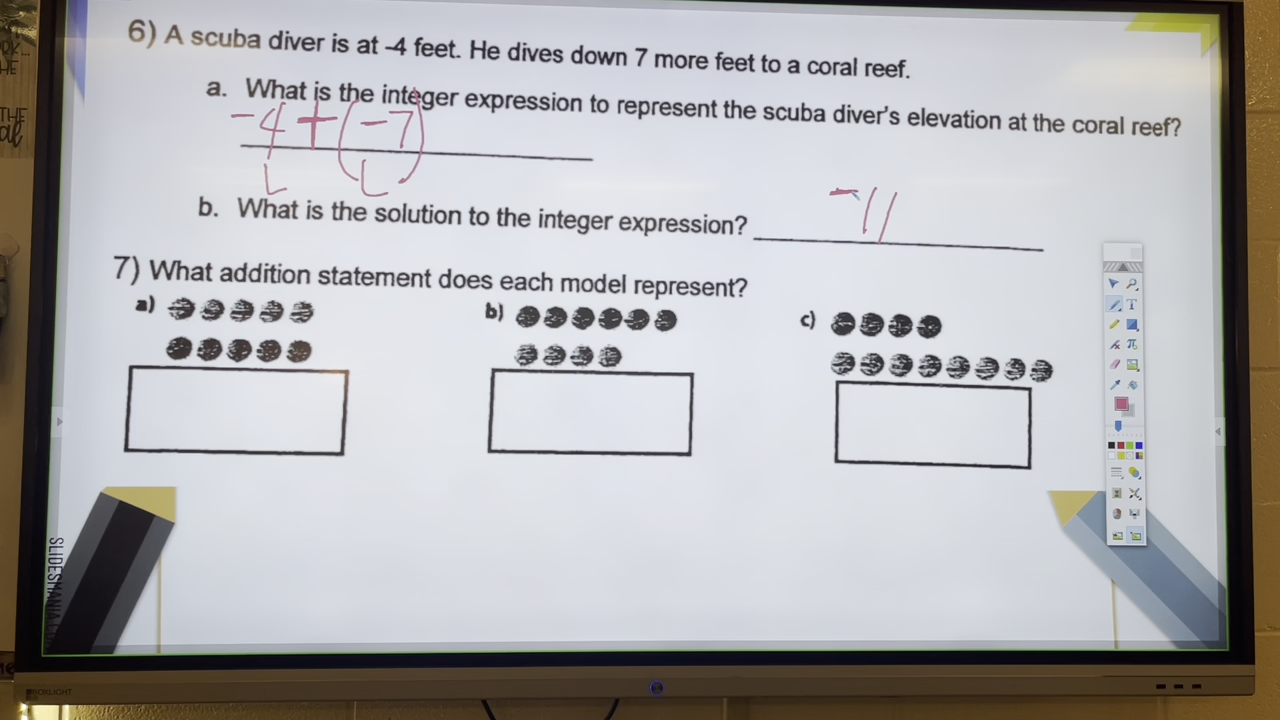 6) A scuba diver is at -4 feet. He dives down 7 more feet to a coral reef.
a. What is the integer expression to represent the scuba diver's elevation at the coral reef?
-4 + (-7)
L L
b. What is the solution to the integer expression? -11
7) What addition statement does each model represent?
a) b) c)
SLIDESMANIA
BOXLIGHT
THE